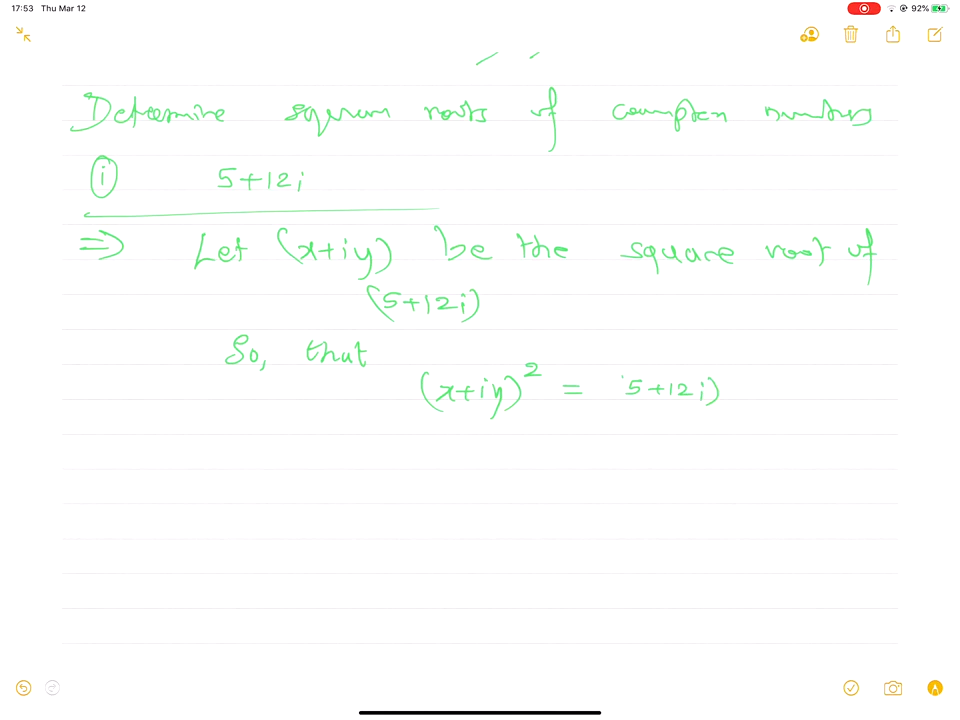 17:53 Thu Mar 12 92%
Determine square roots of complex numbers
(i) 5+12i
⇒ Let (x+iy) be the square root of
(5+12i)
So, that
(x+iy)² = 5+12i)